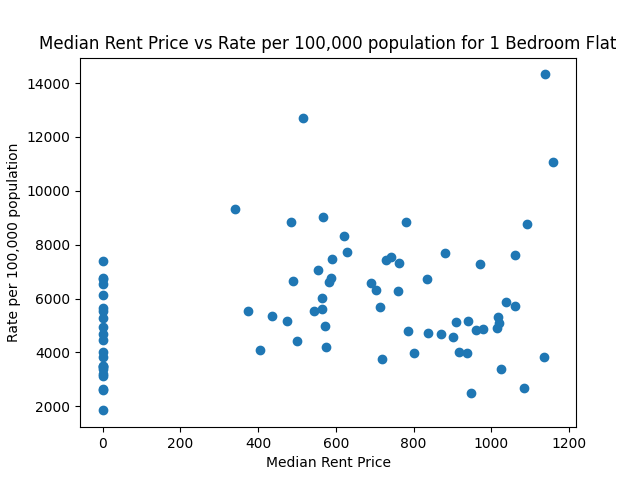 Median Rent Price vs Rate per 100,000 population for 1 Bedroom Flat
14000
12000
10000
8000
6000
4000
2000
Rate per 100,000 population
0 200 400 600 800 1000 1200
Median Rent Price